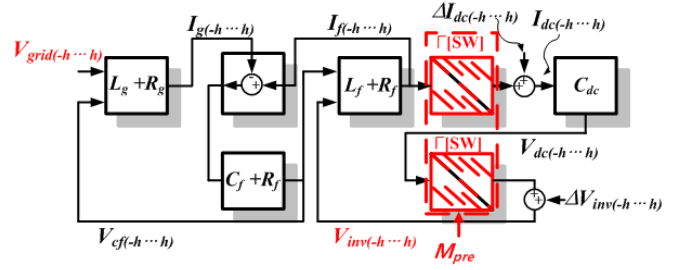 I_g(-h ··· h) I_f(-h ··· h) Γ[SW] ΔI_dc(-h ··· h) I_dc(-h ··· h)
V_grid(-h ··· h) L_g +R_g - + L_f +R_f + + C_dc
V_dc(-h ··· h)
C_f +R_f Γ[SW] + + ΔV_inv(-h ··· h)
V_cf(-h ··· h) V_inv(-h ··· h) M_pre